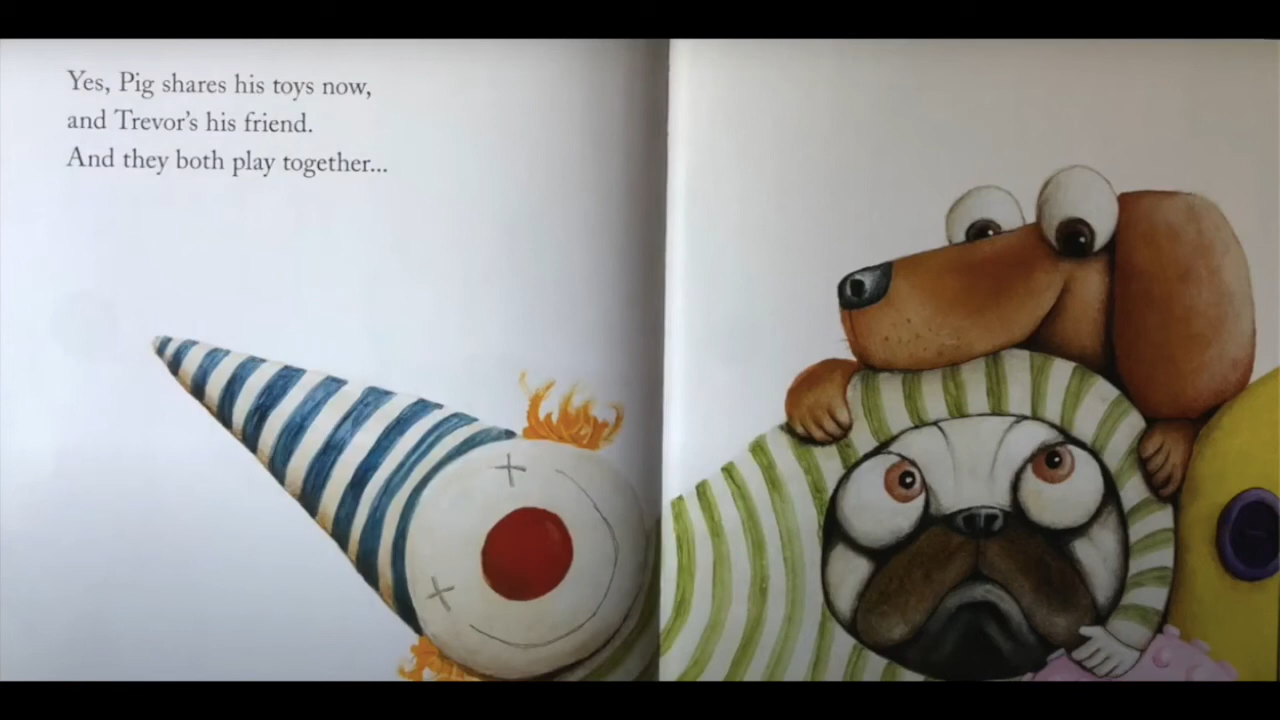 Yes, Pig shares his toys now,
and Trevor's his friend.
And they both play together...